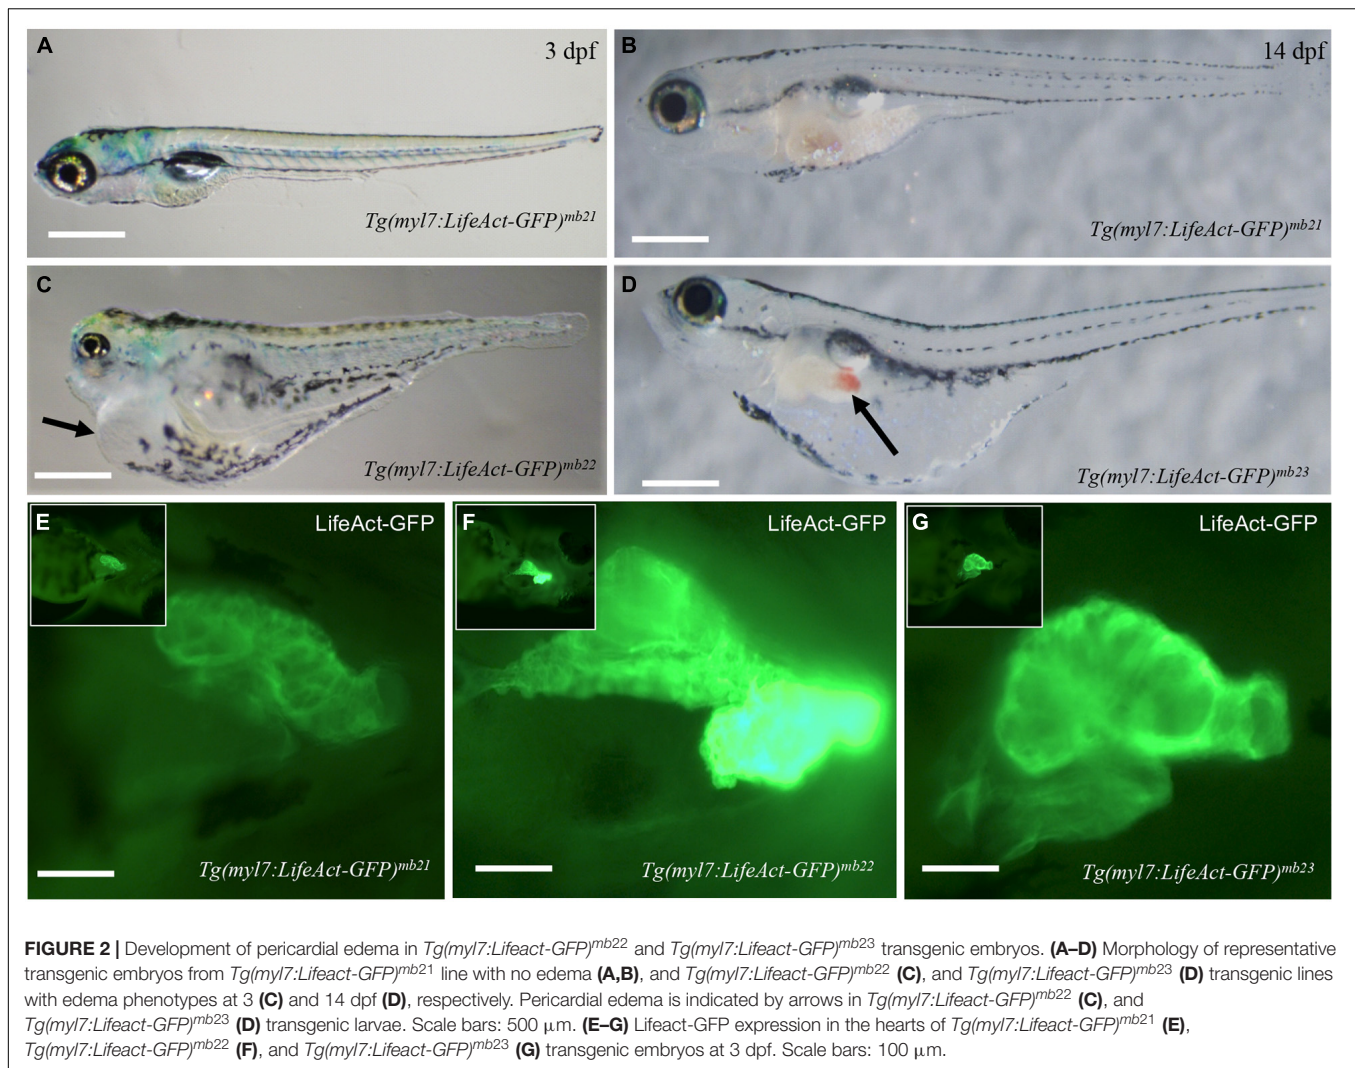 A
3 dpf
Tg(myl7:LifeAct-GFP)mb21
B
14 dpf
Tg(myl7:LifeAct-GFP)mb21
C
Tg(myl7:LifeAct-GFP)mb22
D
Tg(myl7:LifeAct-GFP)mb23
E
LifeAct-GFP
Tg(myl7:LifeAct-GFP)mb21
F
LifeAct-GFP
Tg(myl7:LifeAct-GFP)mb22
G
LifeAct-GFP
Tg(myl7:LifeAct-GFP)mb23
FIGURE 2 | Development of pericardial edema in Tg(myl7:Lifeact-GFP)mb22 and Tg(myl7:Lifeact-GFP)mb23 transgenic embryos. (A–D) Morphology of representative
transgenic embryos from Tg(myl7:Lifeact-GFP)mb21 line with no edema (A,B), and Tg(myl7:Lifeact-GFP)mb22 (C), and Tg(myl7:Lifeact-GFP)mb23 (D) transgenic lines
with edema phenotypes at 3 (C) and 14 dpf (D), respectively. Pericardial edema is indicated by arrows in Tg(myl7:Lifeact-GFP)mb22 (C), and
Tg(myl7:Lifeact-GFP)mb23 (D) transgenic larvae. Scale bars: 500 μm. (E–G) Lifeact-GFP expression in the hearts of Tg(myl7:Lifeact-GFP)mb21 (E),
Tg(myl7:Lifeact-GFP)mb22 (F), and Tg(myl7:Lifeact-GFP)mb23 (G) transgenic embryos at 3 dpf. Scale bars: 100 μm.